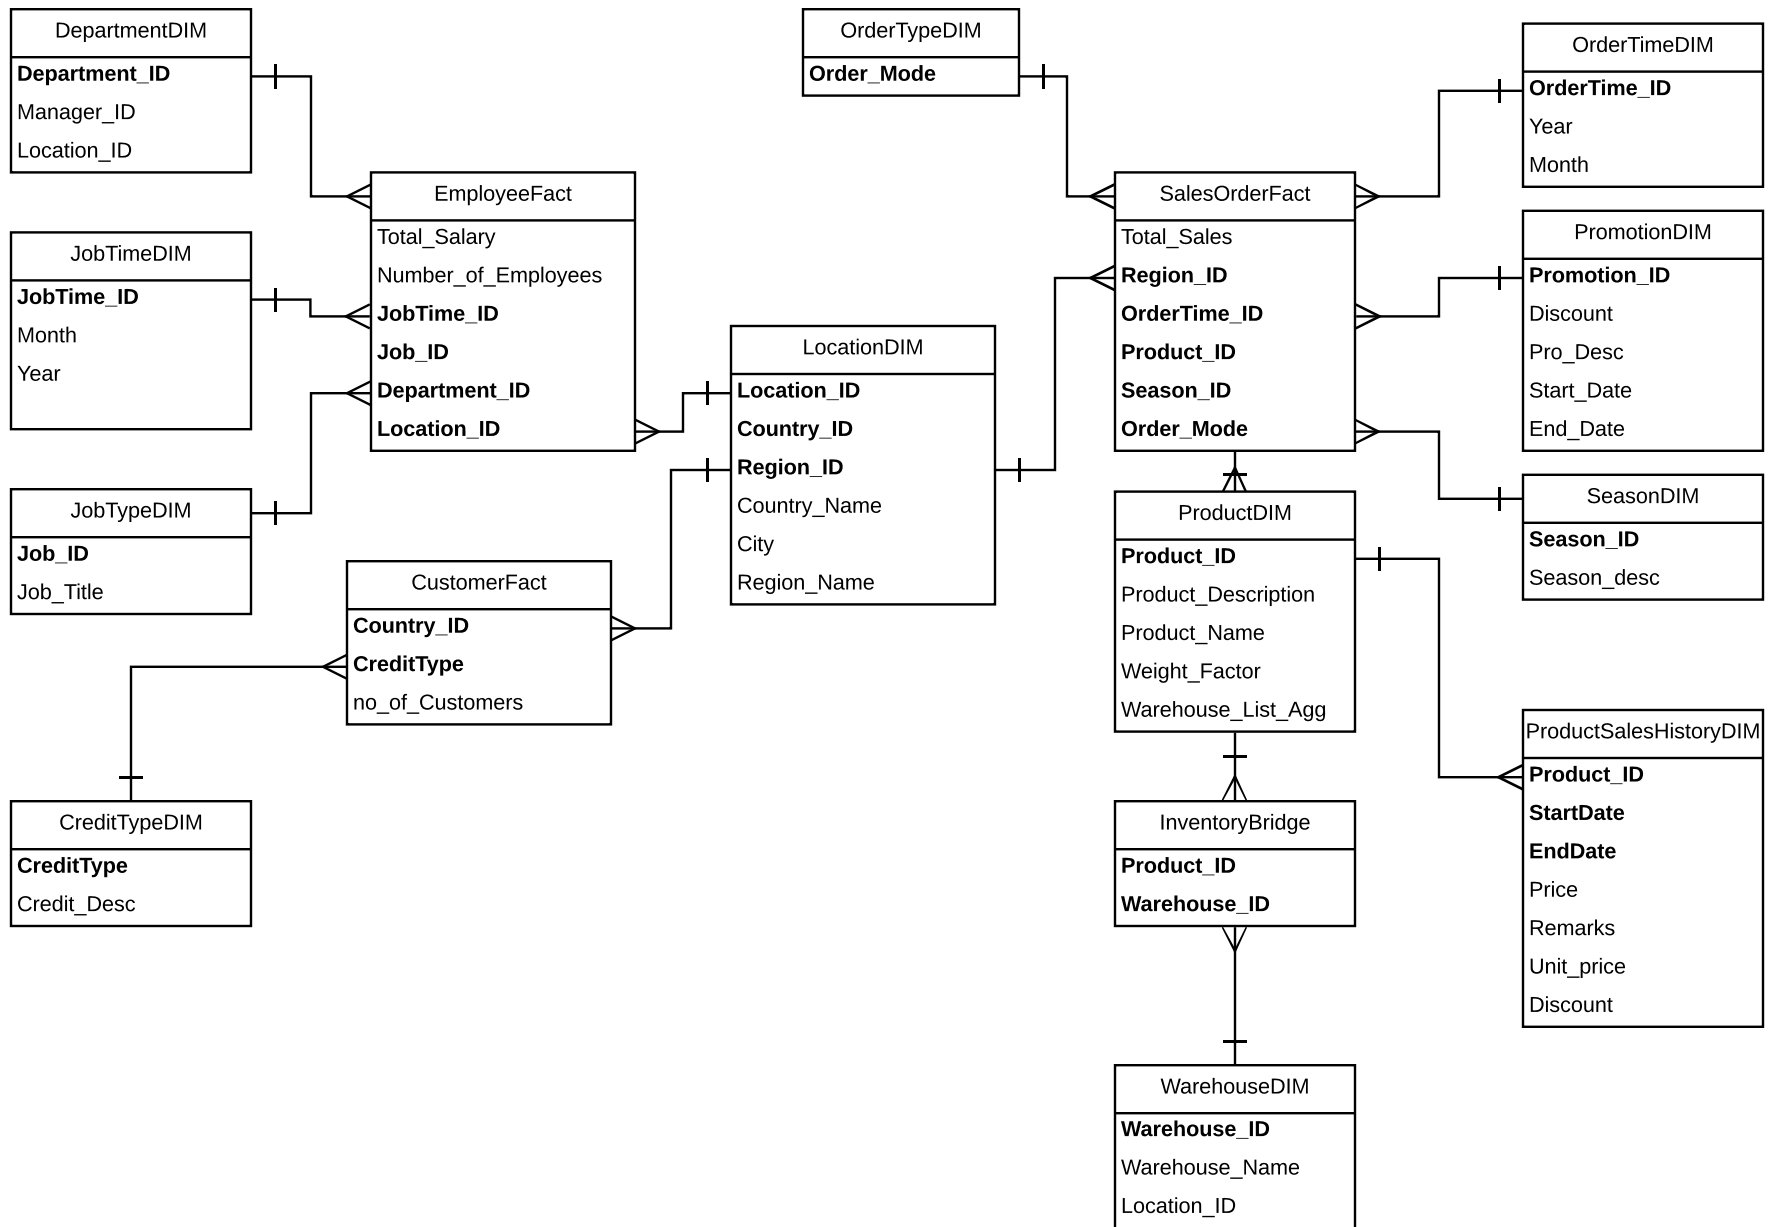 DepartmentDIM
Department_ID
Manager_ID
Location_ID
JobTimeDIM
JobTime_ID
Month
Year
JobTypeDIM
Job_ID
Job_Title
EmployeeFact
Total_Salary
Number_of_Employees
JobTime_ID
Job_ID
Department_ID
Location_ID
CustomerFact
Country_ID
CreditType
no_of_Customers
CreditTypeDIM
CreditType
Credit_Desc
LocationDIM
Location_ID
Country_ID
Region_ID
Country_Name
City
Region_Name
OrderTypeDIM
Order_Mode
SalesOrderFact
Total_Sales
Region_ID
OrderTime_ID
Product_ID
Season_ID
Order_Mode
ProductDIM
Product_ID
Product_Description
Product_Name
Weight_Factor
Warehouse_List_Agg
InventoryBridge
Product_ID
Warehouse_ID
WarehouseDIM
Warehouse_ID
Warehouse_Name
Location_ID
OrderTimeDIM
OrderTime_ID
Year
Month
PromotionDIM
Promotion_ID
Discount
Pro_Desc
Start_Date
End_Date
SeasonDIM
Season_ID
Season_desc
ProductSalesHistoryDIM
Product_ID
StartDate
EndDate
Price
Remarks
Unit_price
Discount